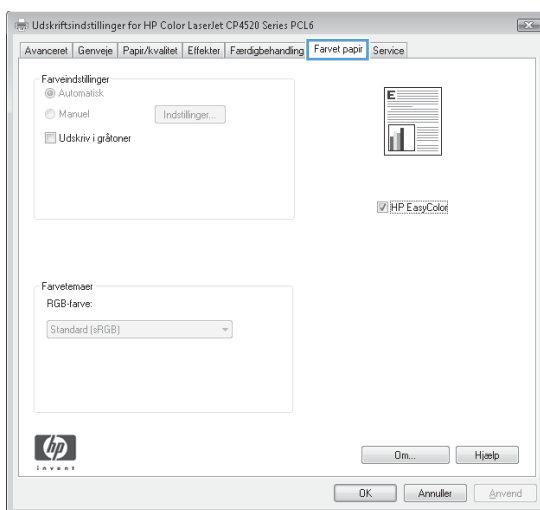 Udskriftsindstillinger for HP Color LaserJet CP4520 Series PCL6
Avanceret Genveje Papir/kvalitet Effekter Færdigbehandling Farvet papir Service
Farveindstillinger
Automatisk
Manuel Indstillinger...
Udskriv i gråtoner
E
HP EasyColor
Farvetemaer
RGB-farve:
Standard (sRGB)
hp
invent
Om... Hjælp
OK Annuller Anvend